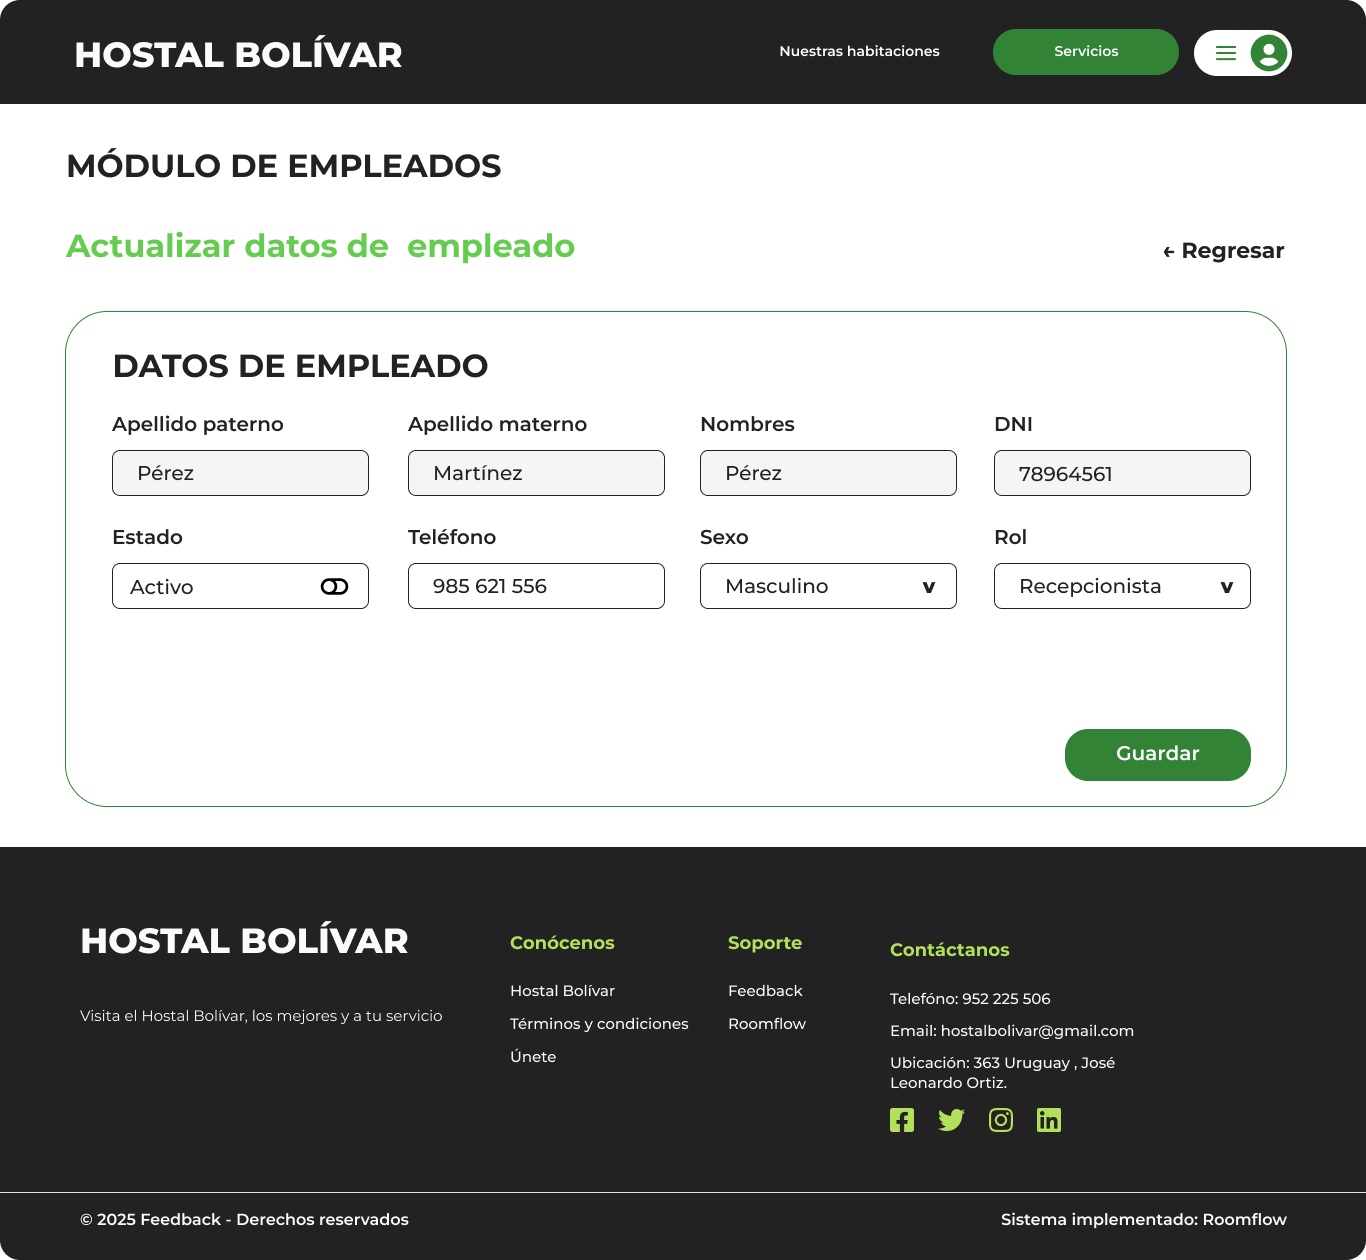 HOSTAL BOLÍVAR
Nuestras habitaciones
Servicios
MÓDULO DE EMPLEADOS
Actualizar datos de  empleado
← Regresar
DATOS DE EMPLEADO
Apellido paterno
Apellido materno
Nombres
DNI
Pérez
Martínez
Pérez
78964561
Estado
Teléfono
Sexo
Rol
Activo
985 621 556
Masculino v
Recepcionista v
Guardar
HOSTAL BOLÍVAR
Visita el Hostal Bolívar, los mejores y a tu servicio
Conócenos
Hostal Bolívar
Términos y condiciones
Únete
Soporte
Feedback
Roomflow
Contáctanos
Telefóno: 952 225 506
Email: hostalbolivar@gmail.com
Ubicación: 363 Uruguay , José
Leonardo Ortiz.
© 2025 Feedback - Derechos reservados
Sistema implementado: Roomflow